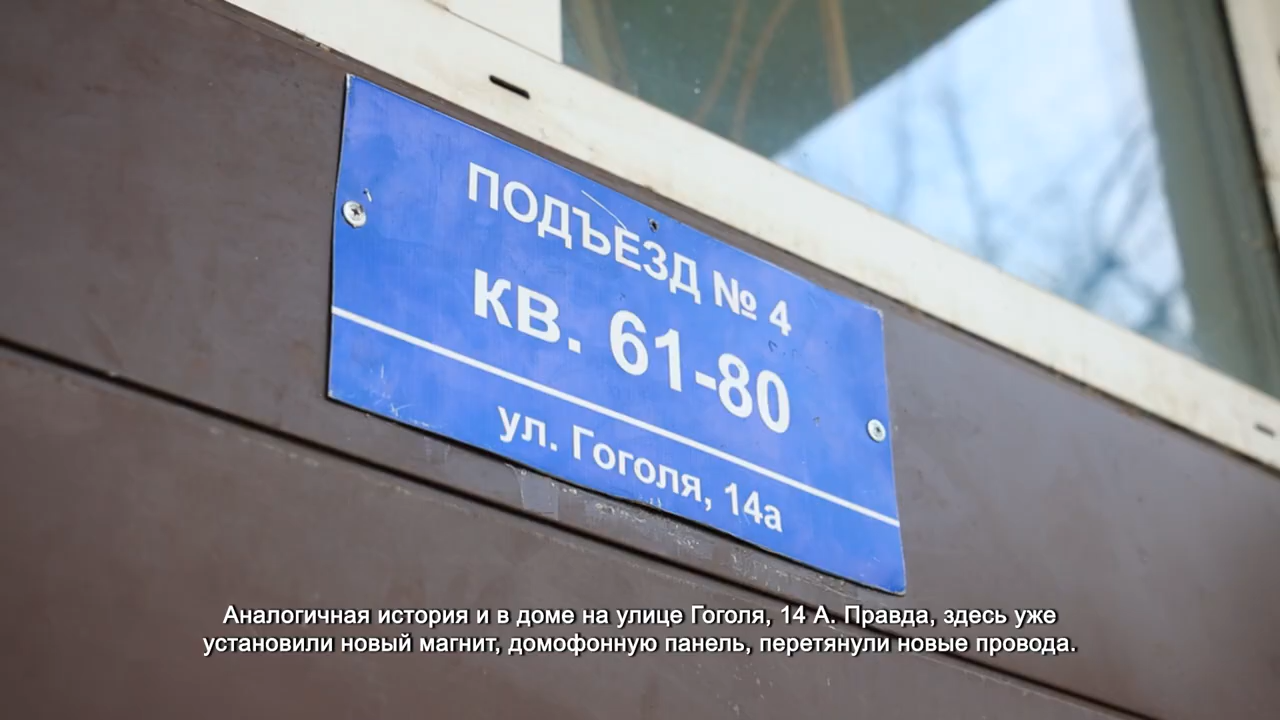 ПОДЪЕЗД № 4
кв. 61-80
ул. Гоголя, 14а
Аналогичная история и в доме на улице Гоголя, 14 А. Правда, здесь уже
установили новый магнит, домофонную панель, перетянули новые провода.